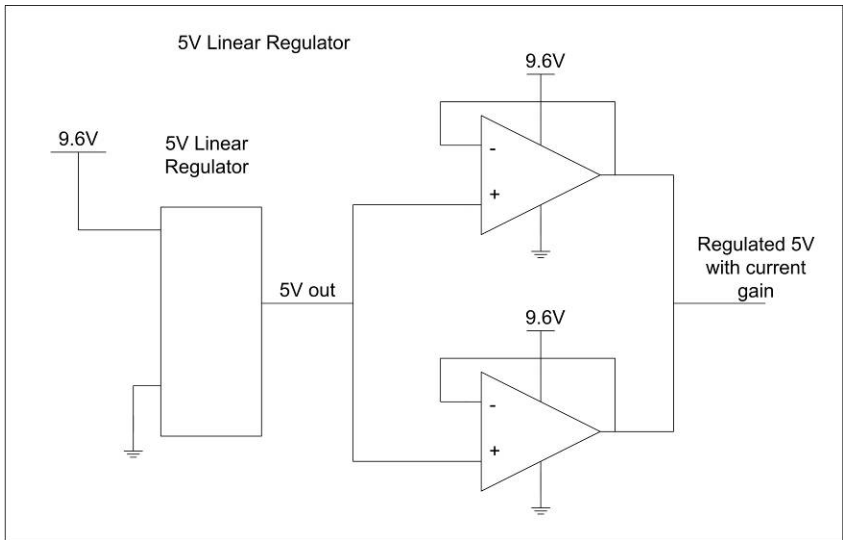 5V Linear Regulator
9.6V
9.6V
5V Linear
Regulator
-
+
5V out
Regulated 5V
with current
gain
9.6V
-
+